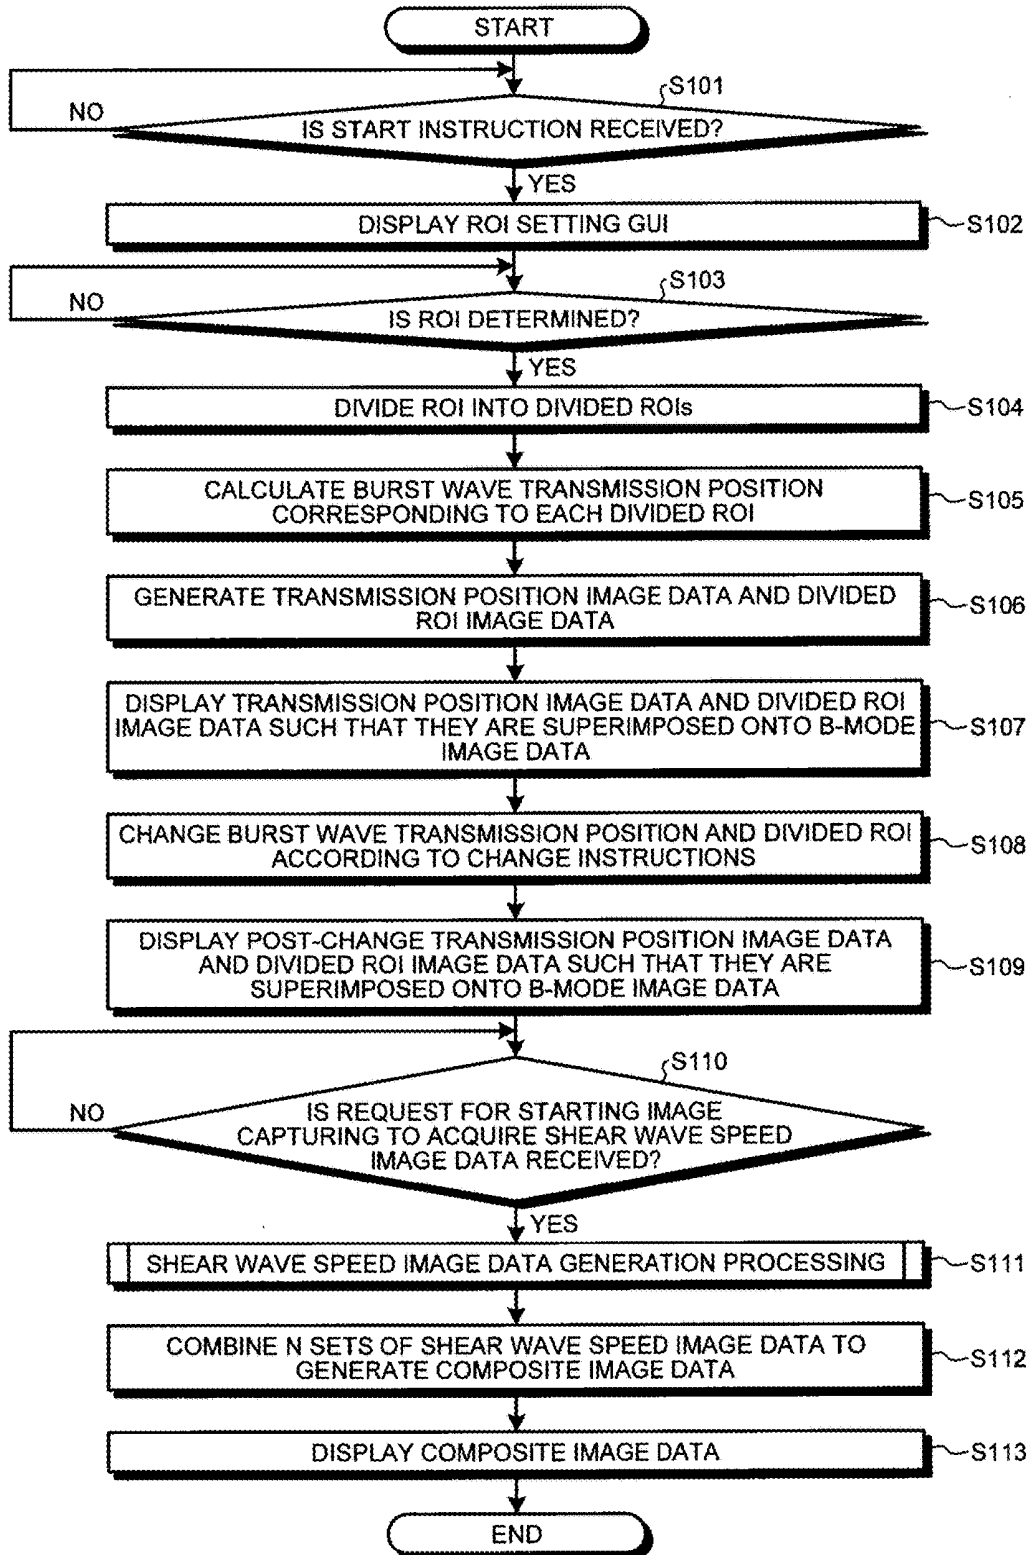 START
S101
NO
IS START INSTRUCTION RECEIVED?
YES
DISPLAY ROI SETTING GUI
S102
S103
NO
IS ROI DETERMINED?
YES
DIVIDE ROI INTO DIVIDED ROIs
S104
CALCULATE BURST WAVE TRANSMISSION POSITION
CORRESPONDING TO EACH DIVIDED ROI
S105
GENERATE TRANSMISSION POSITION IMAGE DATA AND DIVIDED
ROI IMAGE DATA
S106
DISPLAY TRANSMISSION POSITION IMAGE DATA AND DIVIDED ROI
IMAGE DATA SUCH THAT THEY ARE SUPERIMPOSED ONTO B-MODE
IMAGE DATA
S107
CHANGE BURST WAVE TRANSMISSION POSITION AND DIVIDED ROI
ACCORDING TO CHANGE INSTRUCTIONS
S108
DISPLAY POST-CHANGE TRANSMISSION POSITION IMAGE DATA
AND DIVIDED ROI IMAGE DATA SUCH THAT THEY ARE
SUPERIMPOSED ONTO B-MODE IMAGE DATA
S109
S110
NO
IS REQUEST FOR STARTING IMAGE
CAPTURING TO ACQUIRE SHEAR WAVE SPEED
IMAGE DATA RECEIVED?
YES
SHEAR WAVE SPEED IMAGE DATA GENERATION PROCESSING
S111
COMBINE N SETS OF SHEAR WAVE SPEED IMAGE DATA TO
GENERATE COMPOSITE IMAGE DATA
S112
DISPLAY COMPOSITE IMAGE DATA
S113
END